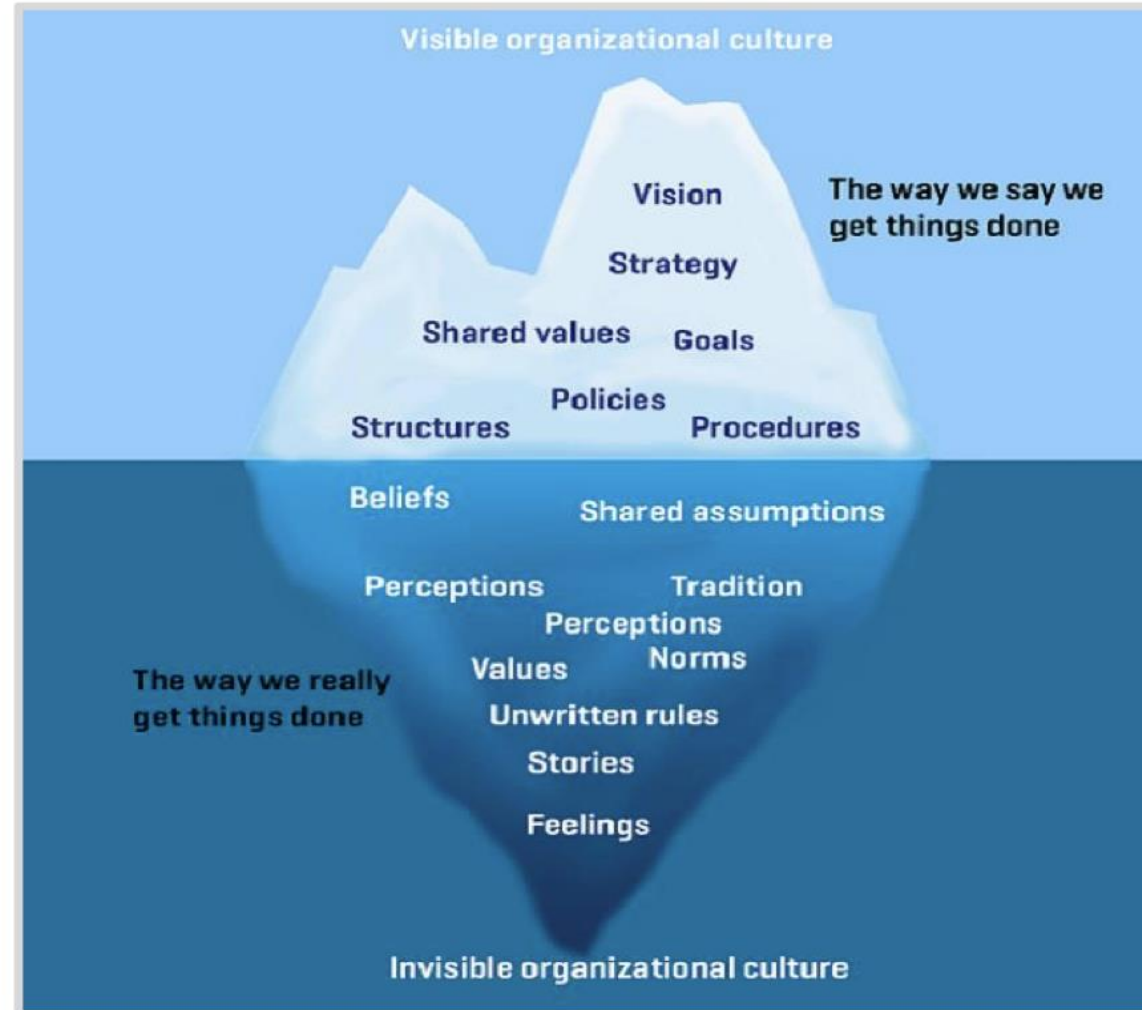 Visible organizational culture
Vision
The way we say we
get things done
Strategy
Shared values
Goals
Policies
Structures
Procedures
Beliefs
Shared assumptions
Perceptions
Tradition
Perceptions
Norms
Values
The way we really
get things done
Unwritten rules
Stories
Feelings
Invisible organizational culture